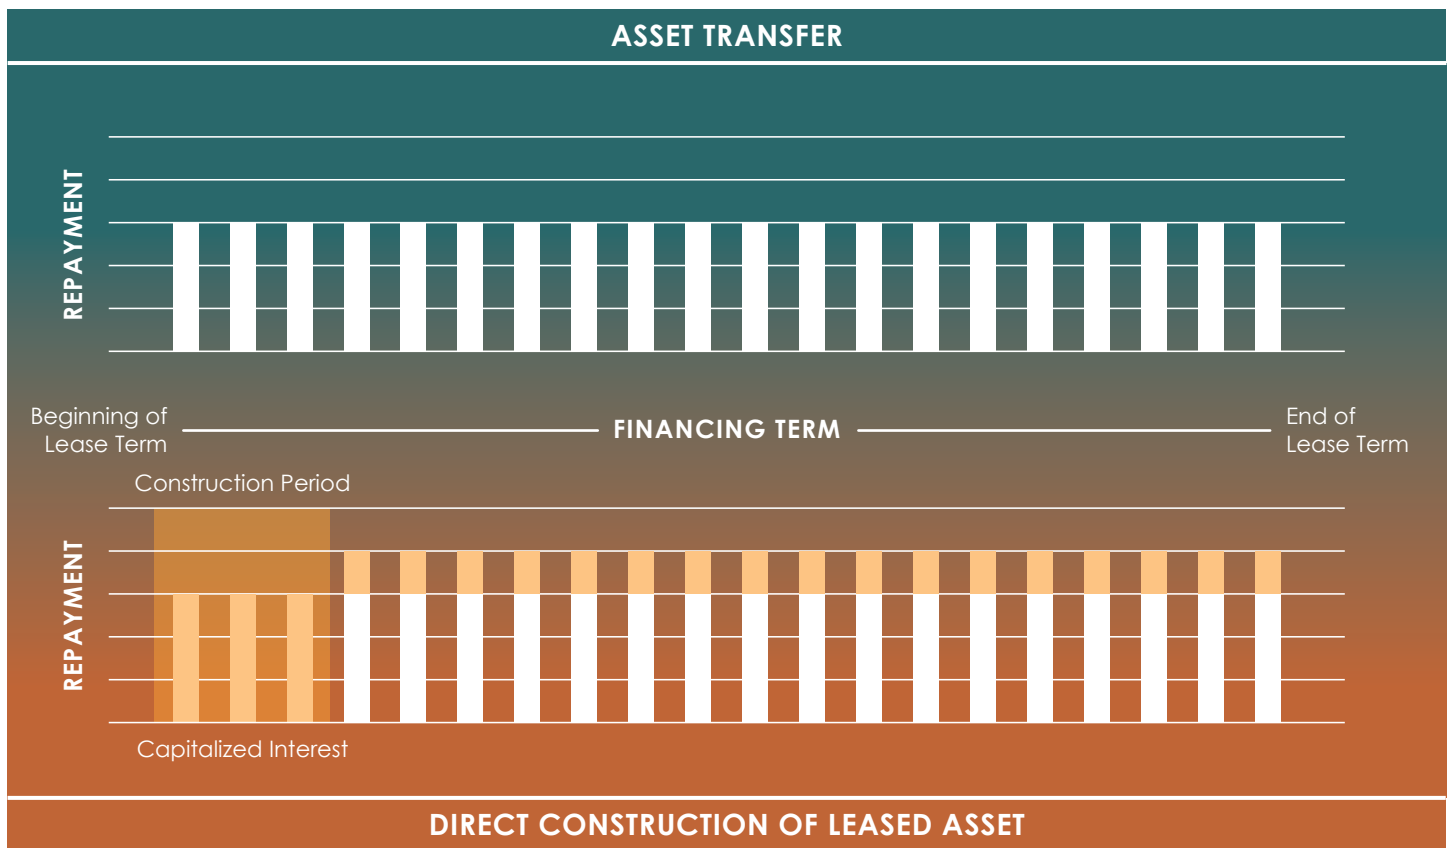 ASSET TRANSFER
REPAYMENT
Beginning of
Lease Term
FINANCING TERM
End of
Lease Term
Construction Period
REPAYMENT
Capitalized Interest
DIRECT CONSTRUCTION OF LEASED ASSET